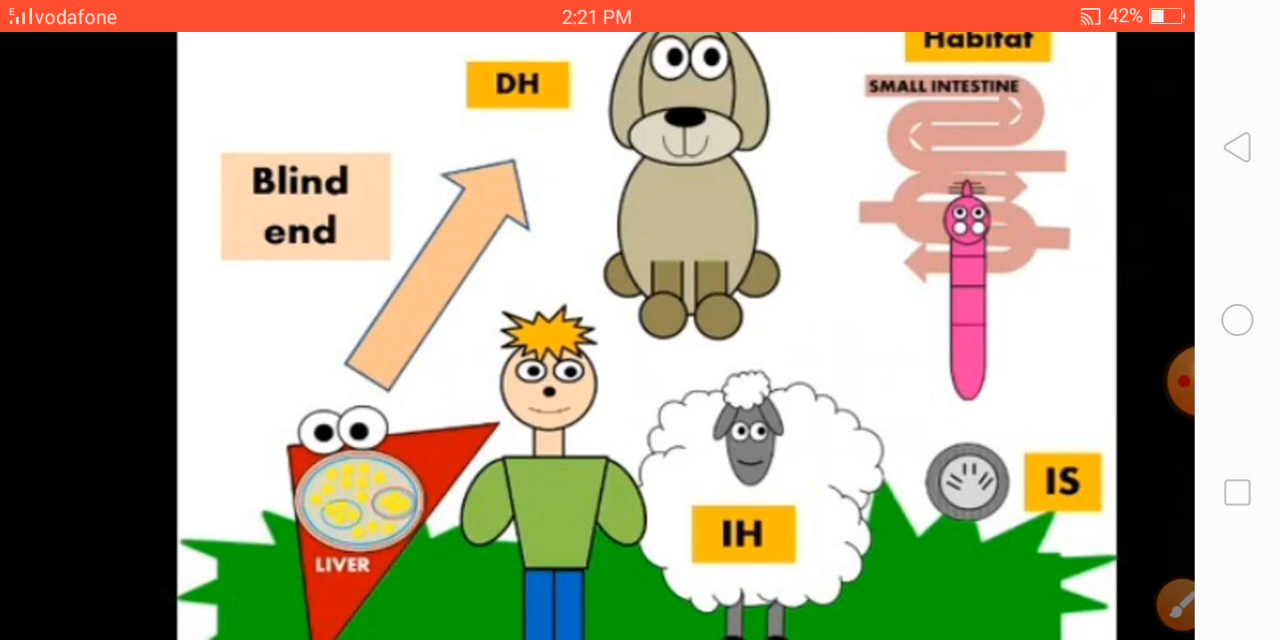 E vodafone 2:21 PM 42%
Habitat
DH
SMALL INTESTINE
Blind
end
IS
IH
LIVER